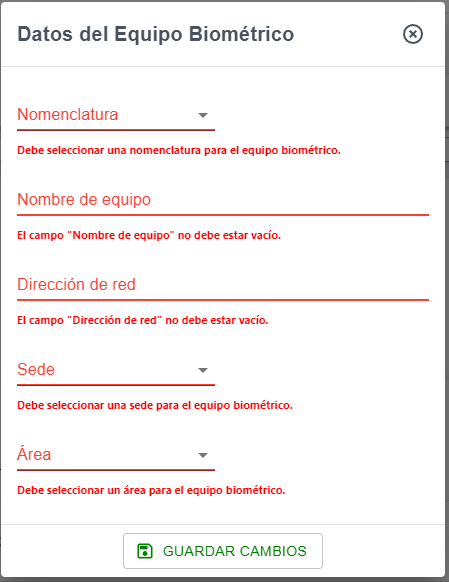 Datos del Equipo Biométrico
Nomenclatura
Debe seleccionar una nomenclatura para el equipo biométrico.
Nombre de equipo
El campo "Nombre de equipo" no debe estar vacío.
Dirección de red
El campo "Dirección de red" no debe estar vacío.
Sede
Debe seleccionar una sede para el equipo biométrico.
Área
Debe seleccionar un área para el equipo biométrico.
GUARDAR CAMBIOS